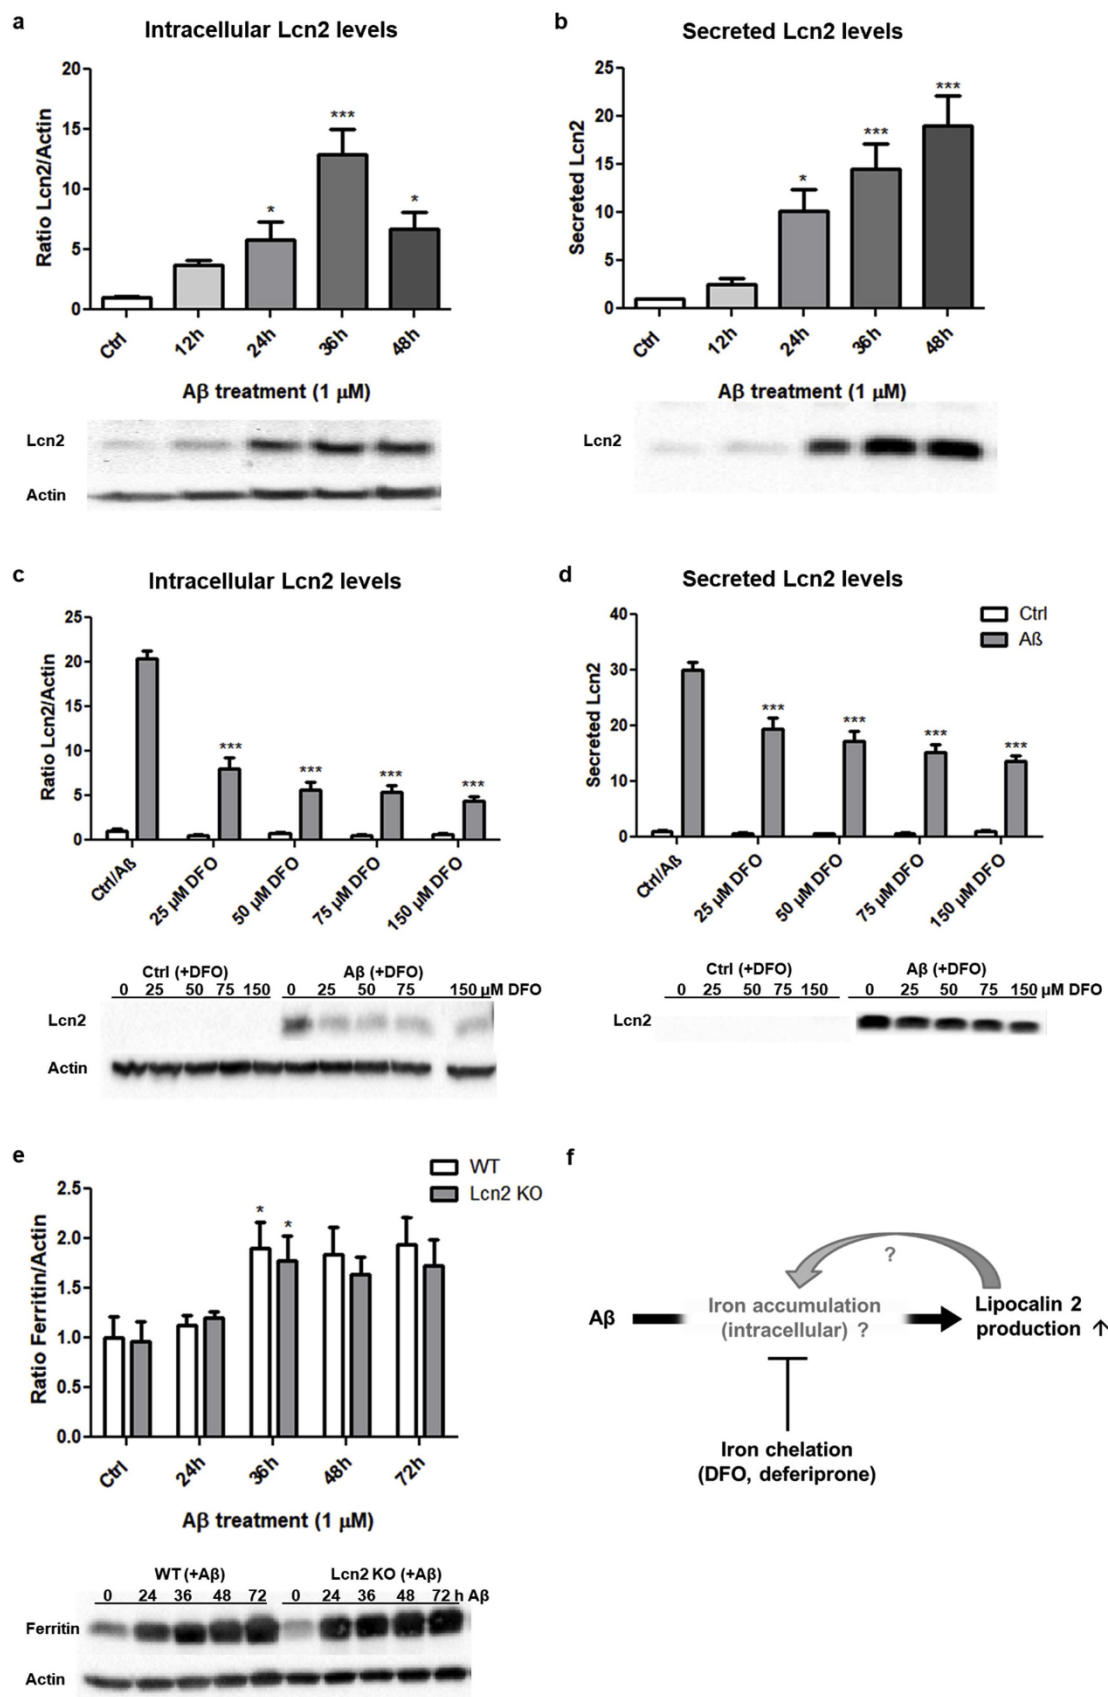 a
Intracellular Lcn2 levels
Ratio Lcn2/Actin
20
15
10
5
0
***
*
*
Ctrl
12h
24h
36h
48h
Aβ treatment (1 µM)
Lcn2
Actin
b
Secreted Lcn2 levels
Secreted Lcn2
25
20
15
10
5
0
*
***
***
Ctrl
12h
24h
36h
48h
Aβ treatment (1 µM)
Lcn2
c
Intracellular Lcn2 levels
Ratio Lcn2/Actin
25
20
15
10
5
0
***
***
***
***
Ctrl/Aß
25 µM DFO
50 µM DFO
75 µM DFO
150 µM DFO
Ctrl (+DFO) Aβ (+DFO)
0 25 50 75 150 0 25 50 75 150 µM DFO
Lcn2
Actin
d
Secreted Lcn2 levels
Ctrl
Aß
Secreted Lcn2
40
30
20
10
0
***
***
***
***
Ctrl/Aß
25 µM DFO
50 µM DFO
75 µM DFO
150 µM DFO
Ctrl (+DFO) Aβ (+DFO)
0 25 50 75 150 0 25 50 75 150 µM DFO
Lcn2
e
WT
Lcn2 KO
Ratio Ferritin/Actin
2.5
2.0
1.5
1.0
0.5
0.0
* *
Ctrl
24h
36h
48h
72h
Aβ treatment (1 µM)
WT (+Aβ) Lcn2 KO (+Aβ)
0 24 36 48 72 0 24 36 48 72 h Aβ
Ferritin
Actin
f
?
Aβ
Iron accumulation
(intracellular) ?
Lipocalin 2
production ↑
Iron chelation
(DFO, deferiprone)